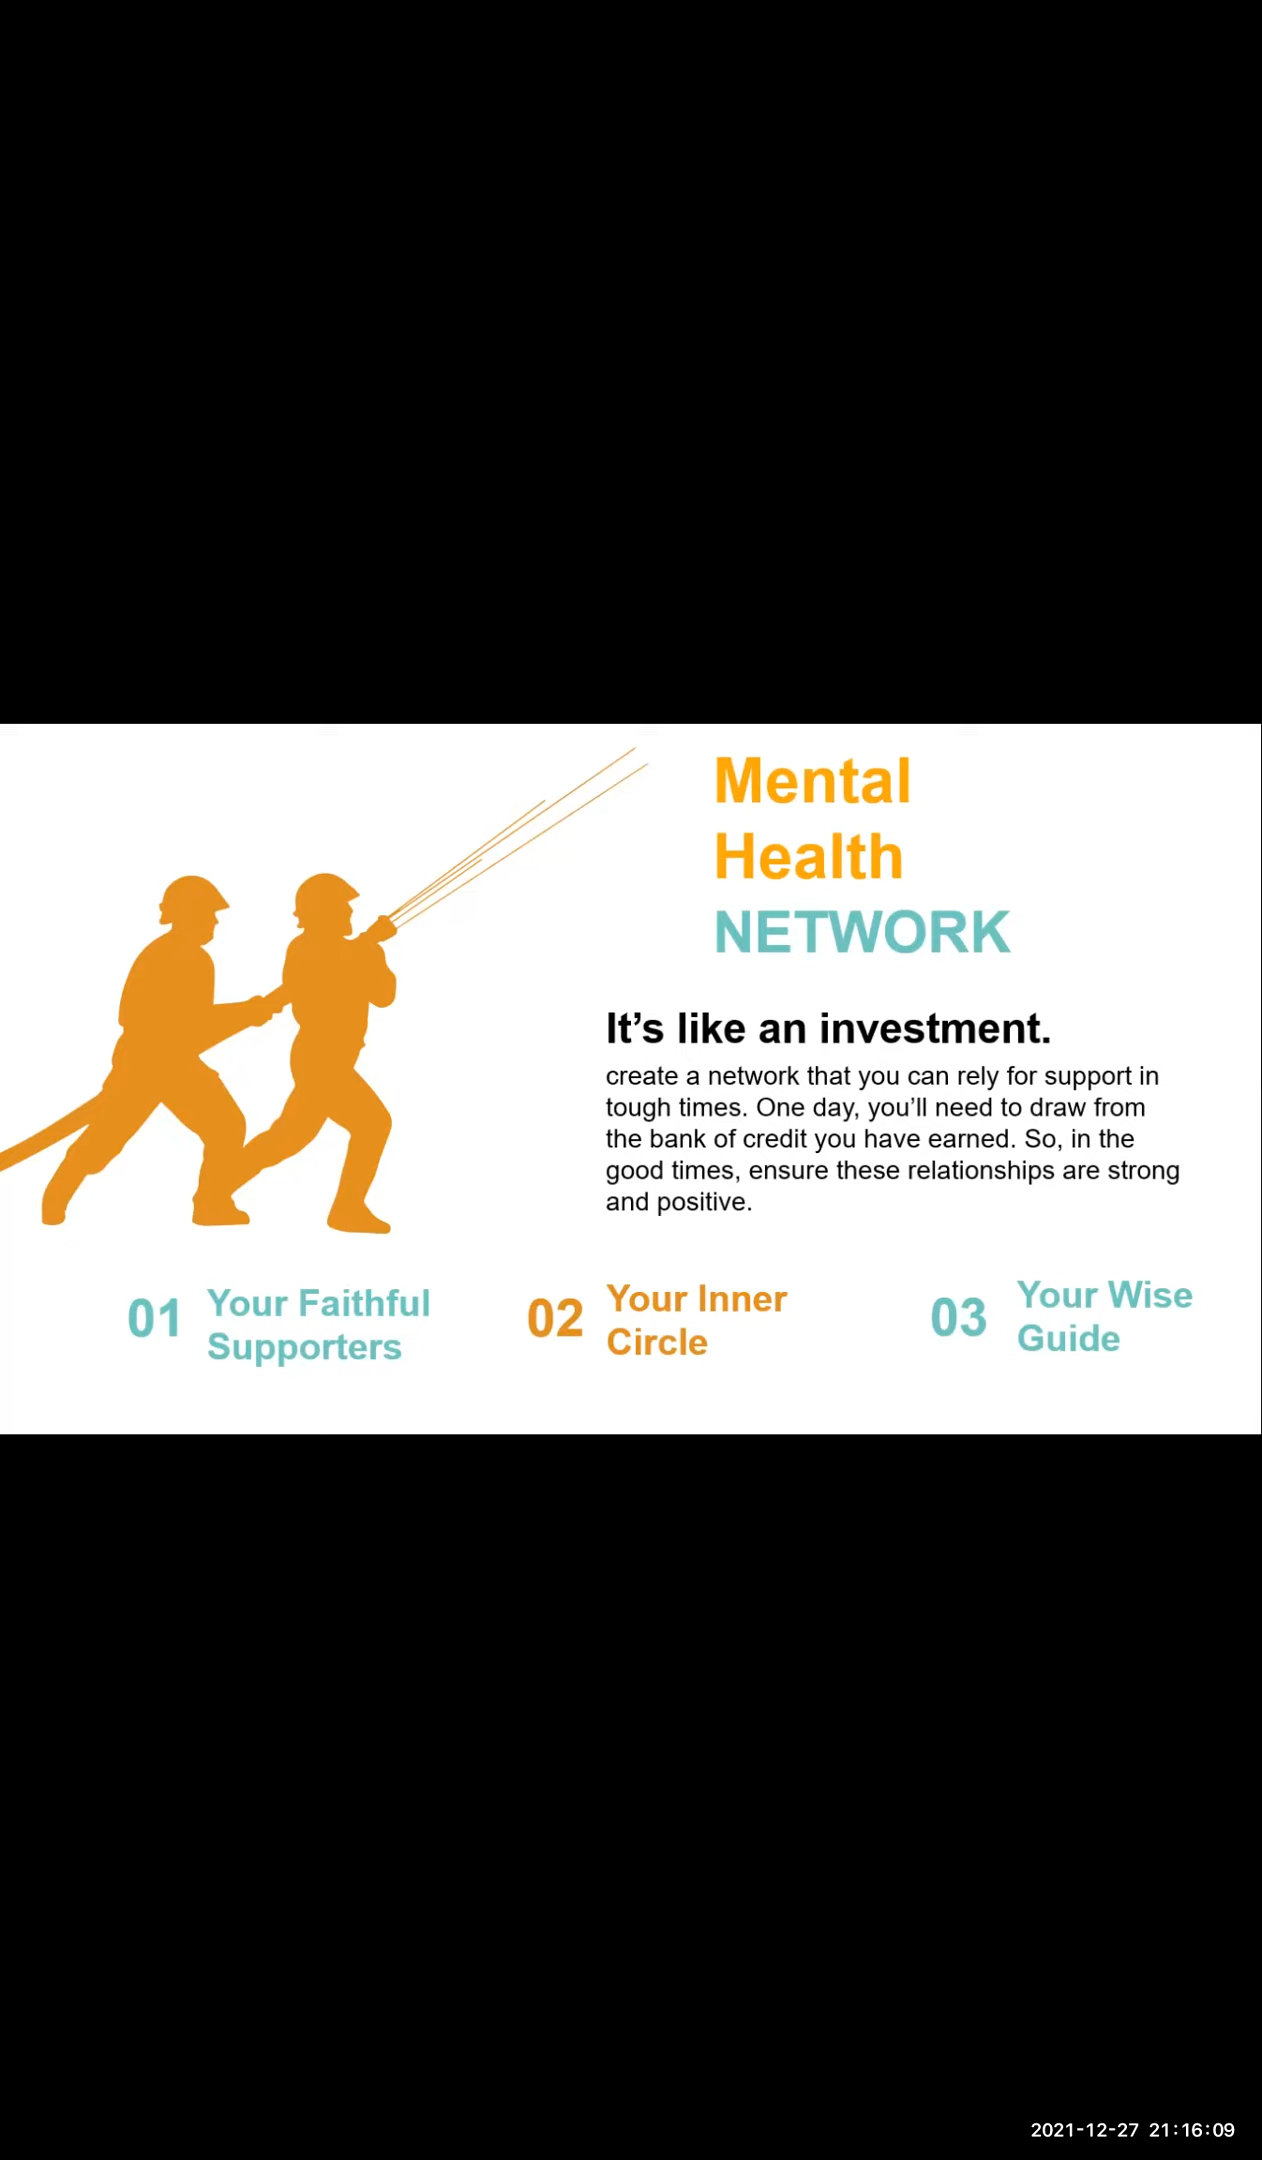 Mental
Health
NETWORK
It’s like an investment.
create a network that you can rely for support in
tough times. One day, you’ll need to draw from
the bank of credit you have earned. So, in the
good times, ensure these relationships are strong
and positive.
01 Your Faithful
Supporters
02 Your Inner
Circle
03 Your Wise
Guide
2021-12-27 21:16:09